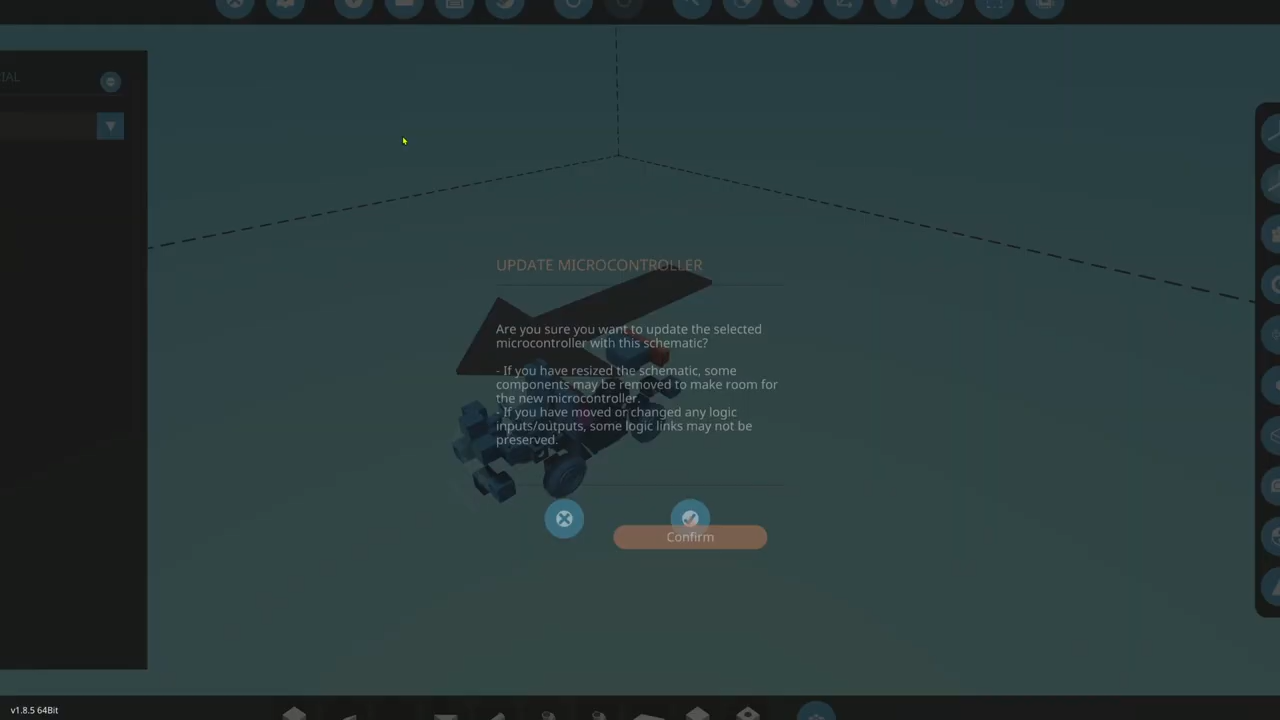 IAL
UPDATE MICROCONTROLLER
Are you sure you want to update the selected
microcontroller with this schematic?
- If you have resized the schematic, some
components may be removed to make room for
the new microcontroller.
- If you have moved or changed any logic
inputs/outputs, some logic links may not be
preserved.
Confirm
v1.8.5 64Bit